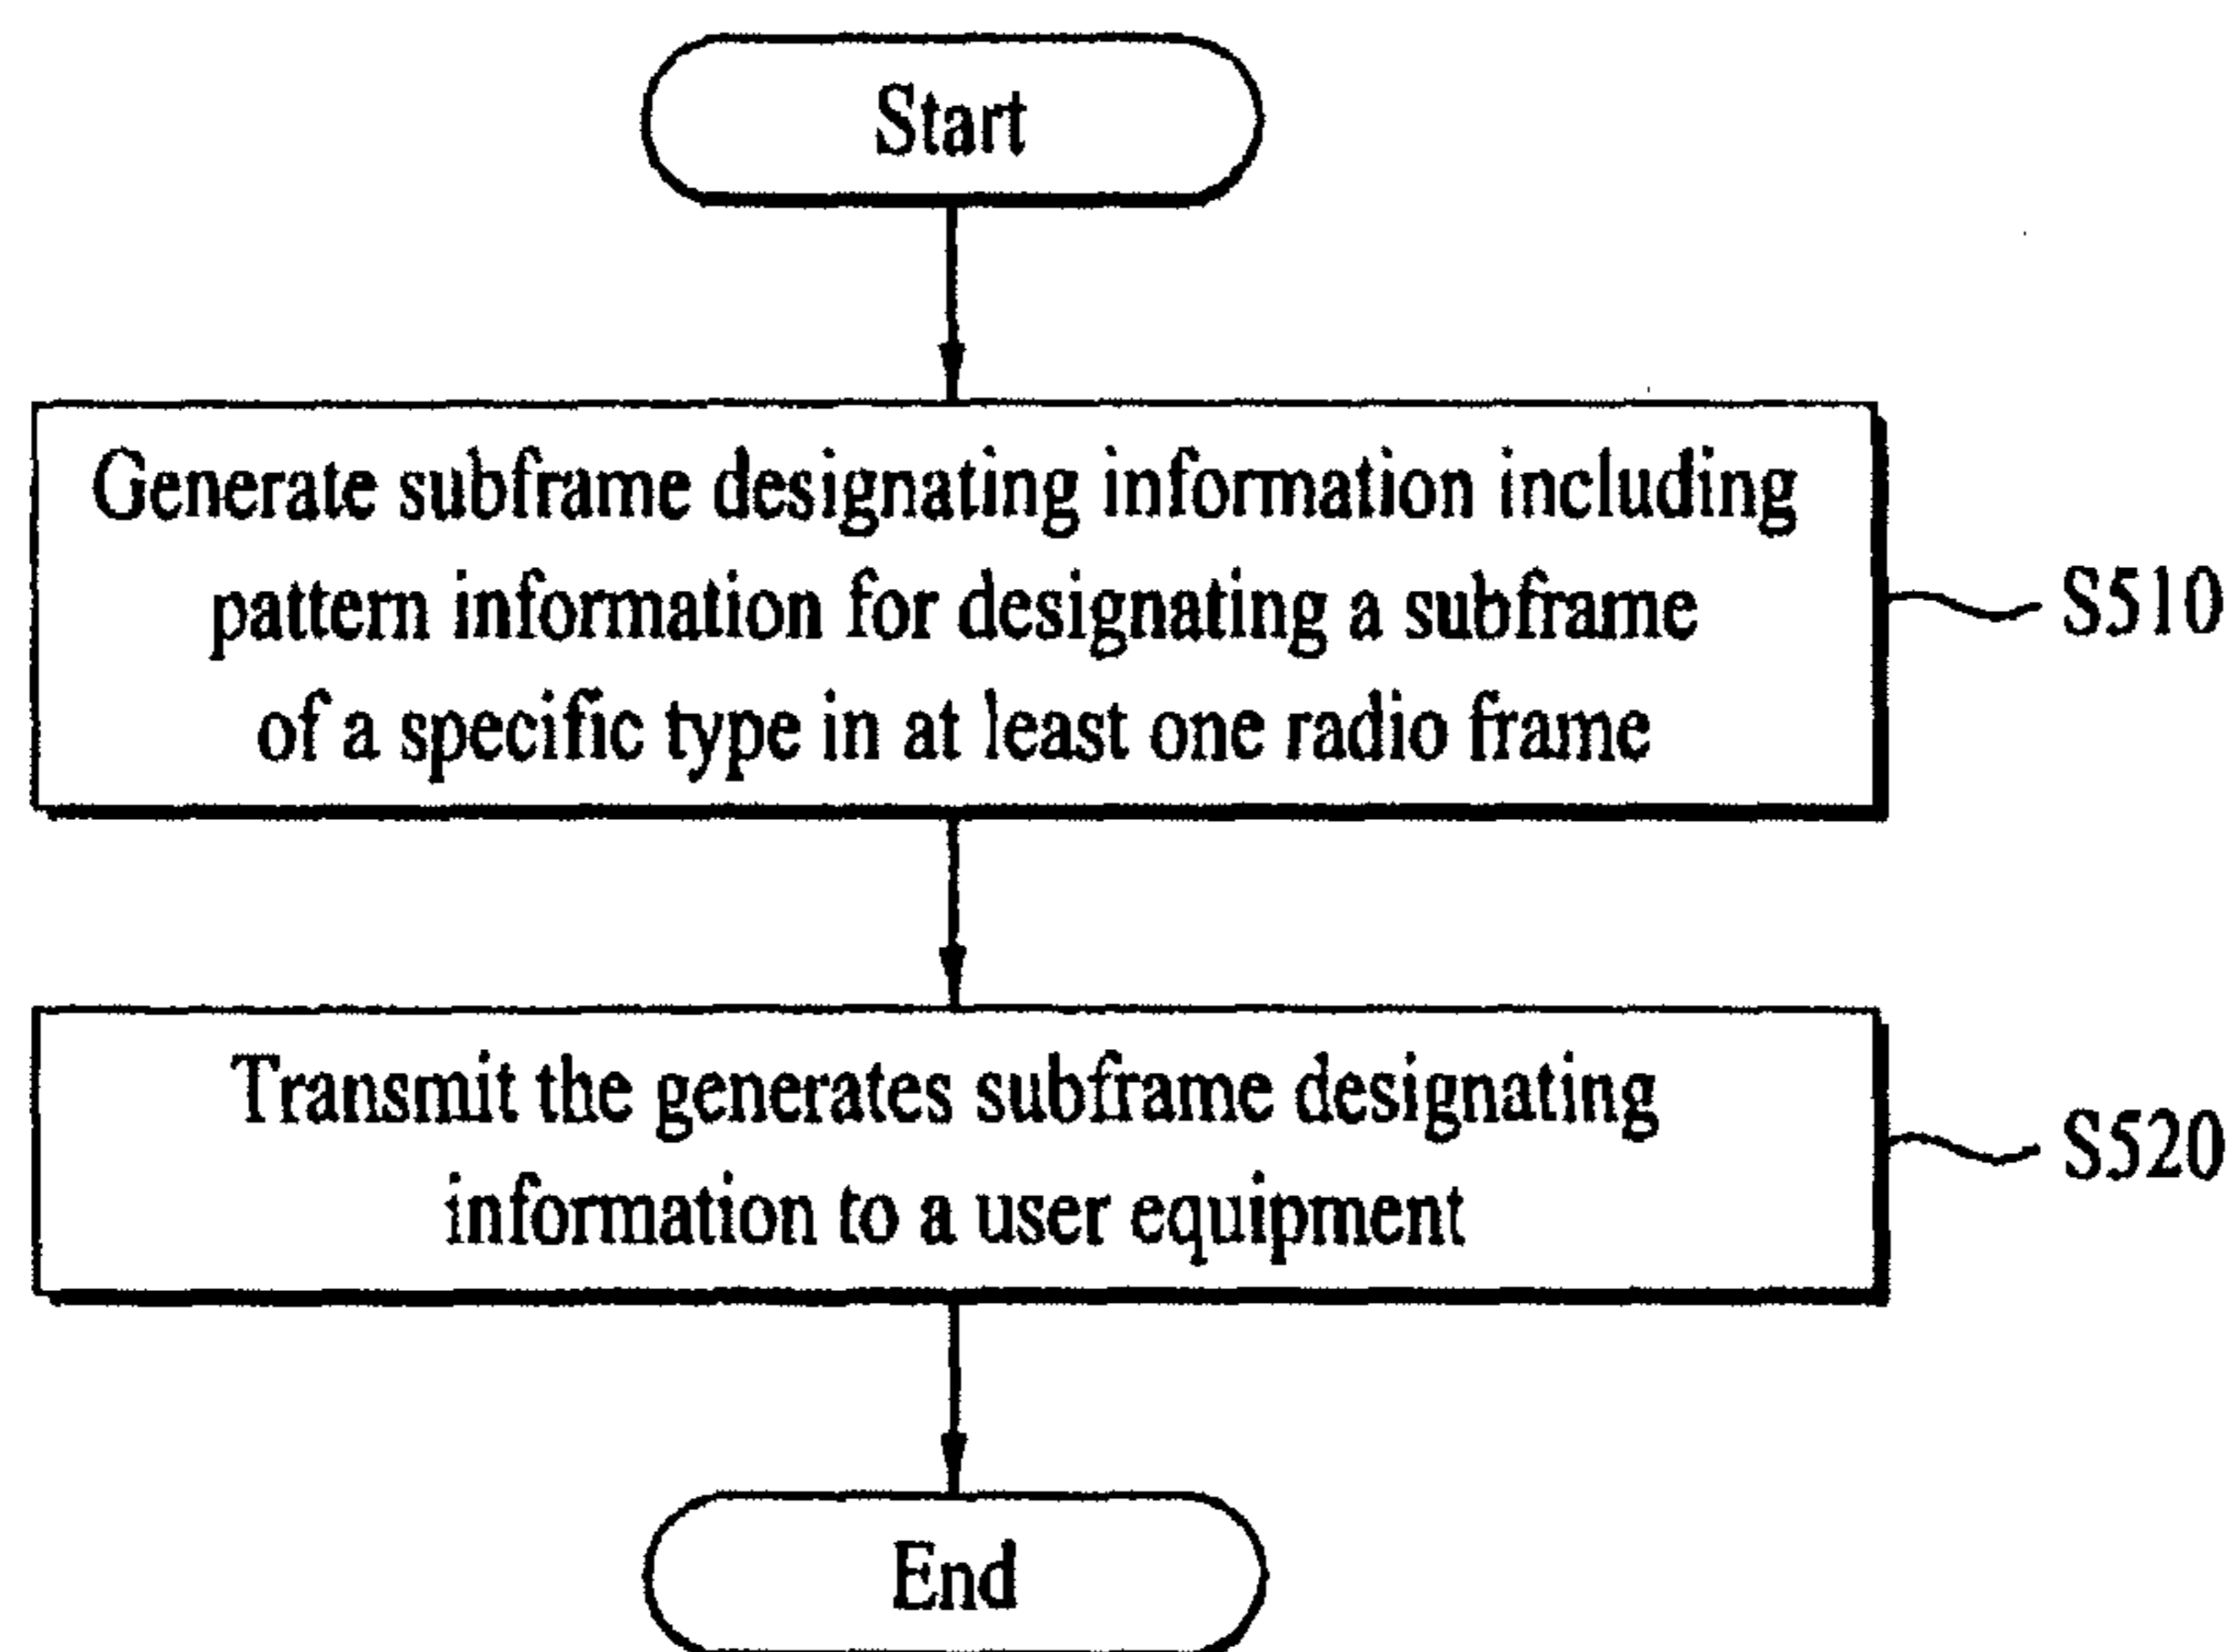 Start
Generate subframe designating information including
pattern information for designating a subframe
of a specific type in at least one radio frame
S510
Transmit the generates subframe designating
information to a user equipment
S520
End